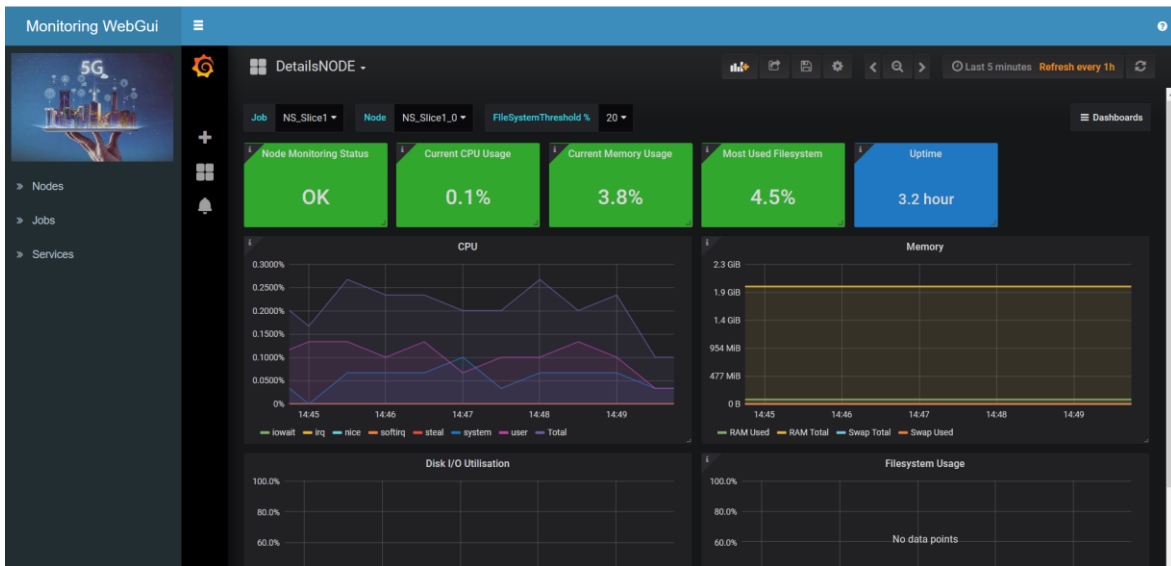 Monitoring WebGui
5G
Nodes
Jobs
Services
DetailsNODE
Last 5 minutes Refresh every 1h
Job NS_Slice1 Node NS_Slice1_0 FileSystemThreshold % 20
Dashboards
Node Monitoring Status
OK
Current CPU Usage
0.1%
Current Memory Usage
3.8%
Most Used Filesystem
4.5%
Uptime
3.2 hour
CPU
0.3000%
0.2500%
0.2000%
0.1500%
0.1000%
0.0500%
0%
14:45 14:46 14:47 14:48 14:49
iowait irq nice softirq steal system user Total
Memory
2.3 GiB
1.9 GiB
1.4 GiB
954 MiB
477 MiB
0 B
14:45 14:46 14:47 14:48 14:49
RAM Used RAM Total Swap Total Swap Used
Disk I/O Utilisation
100.0%
80.0%
60.0%
Filesystem Usage
100.0%
80.0%
60.0%
No data points